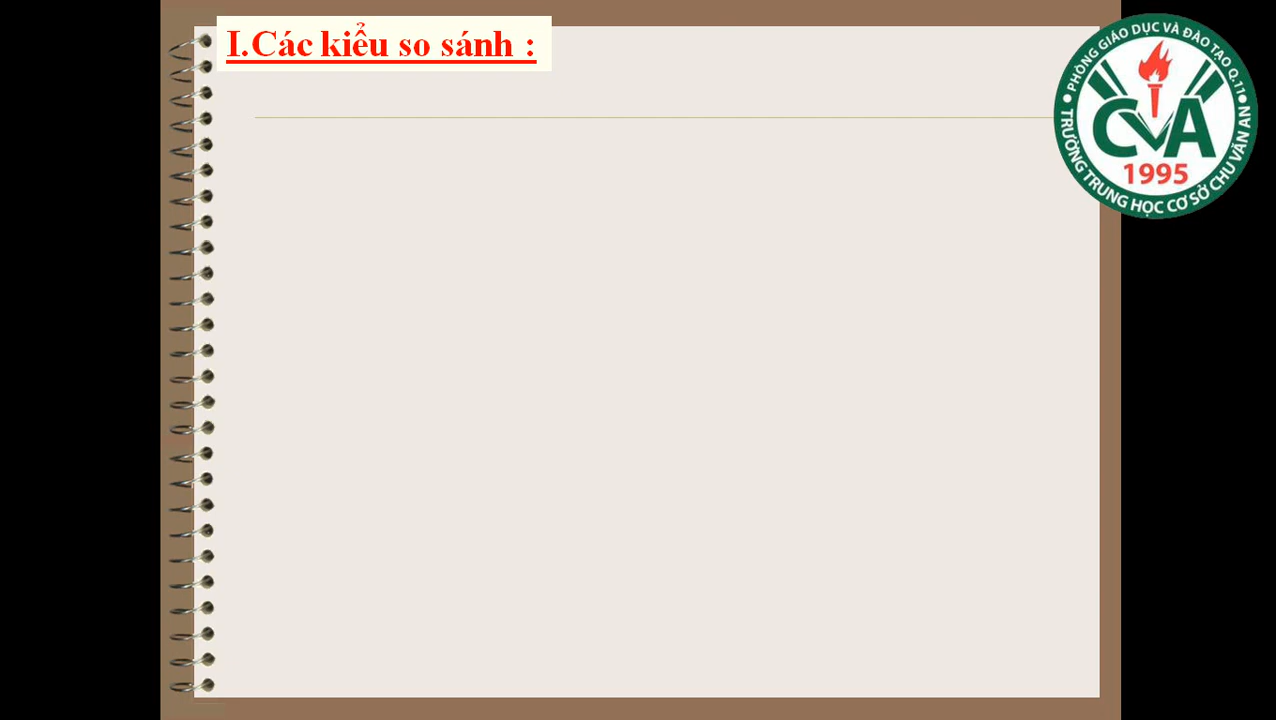 I.Các kiểu so sánh :
PHÒNG GIÁO DỤC VÀ ĐÀO TẠO Q.11
CVA
1995
TRƯỜNG TRUNG HỌC CƠ SỞ CHU VĂN AN